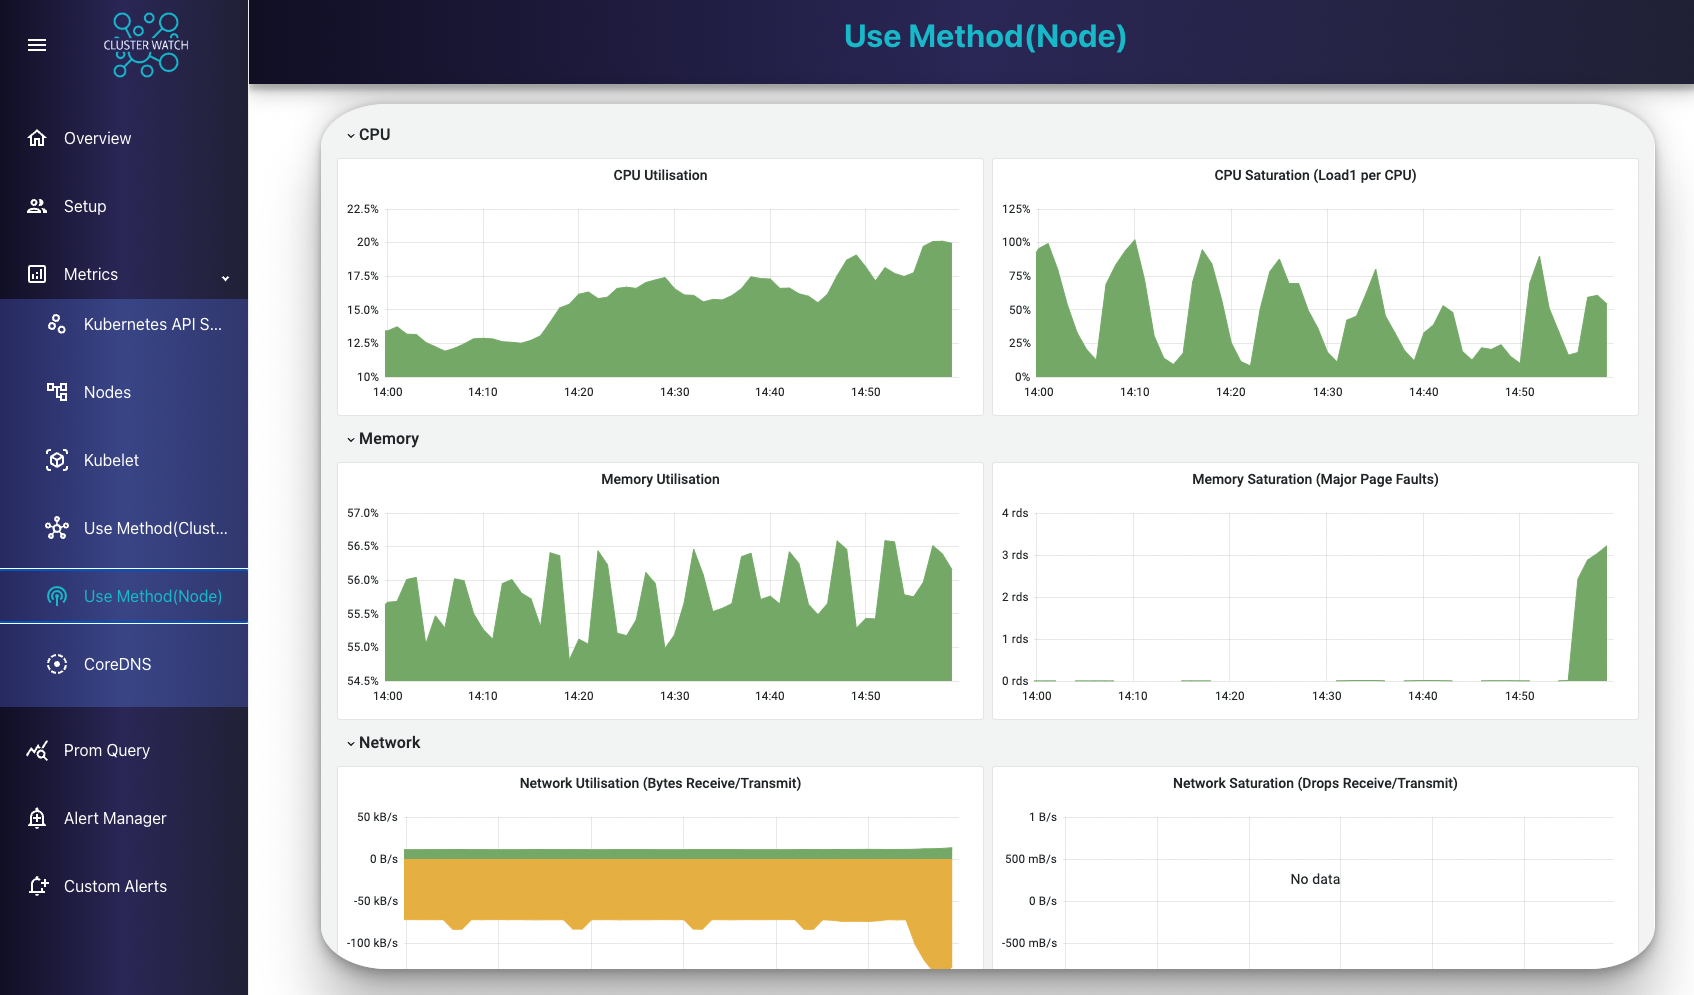 CLUSTER WATCH
Use Method(Node)
Overview
Setup
Metrics
Kubernetes API S...
Nodes
Kubelet
Use Method(Clust...
Use Method(Node)
CoreDNS
Prom Query
Alert Manager
Custom Alerts
CPU
CPU Utilisation
22.5%
20%
17.5%
15.0%
12.5%
10%
14:00 14:10 14:20 14:30 14:40 14:50
CPU Saturation (Load1 per CPU)
125%
100%
75%
50%
25%
0%
14:00 14:10 14:20 14:30 14:40 14:50
Memory
Memory Utilisation
57.0%
56.5%
56.0%
55.5%
55.0%
54.5%
14:00 14:10 14:20 14:30 14:40 14:50
Memory Saturation (Major Page Faults)
4 rds
3 rds
2 rds
1 rds
0 rds
14:00 14:10 14:20 14:30 14:40 14:50
Network
Network Utilisation (Bytes Receive/Transmit)
50 kB/s
0 B/s
-50 kB/s
-100 kB/s
Network Saturation (Drops Receive/Transmit)
1 B/s
500 mB/s
No data
0 B/s
-500 mB/s